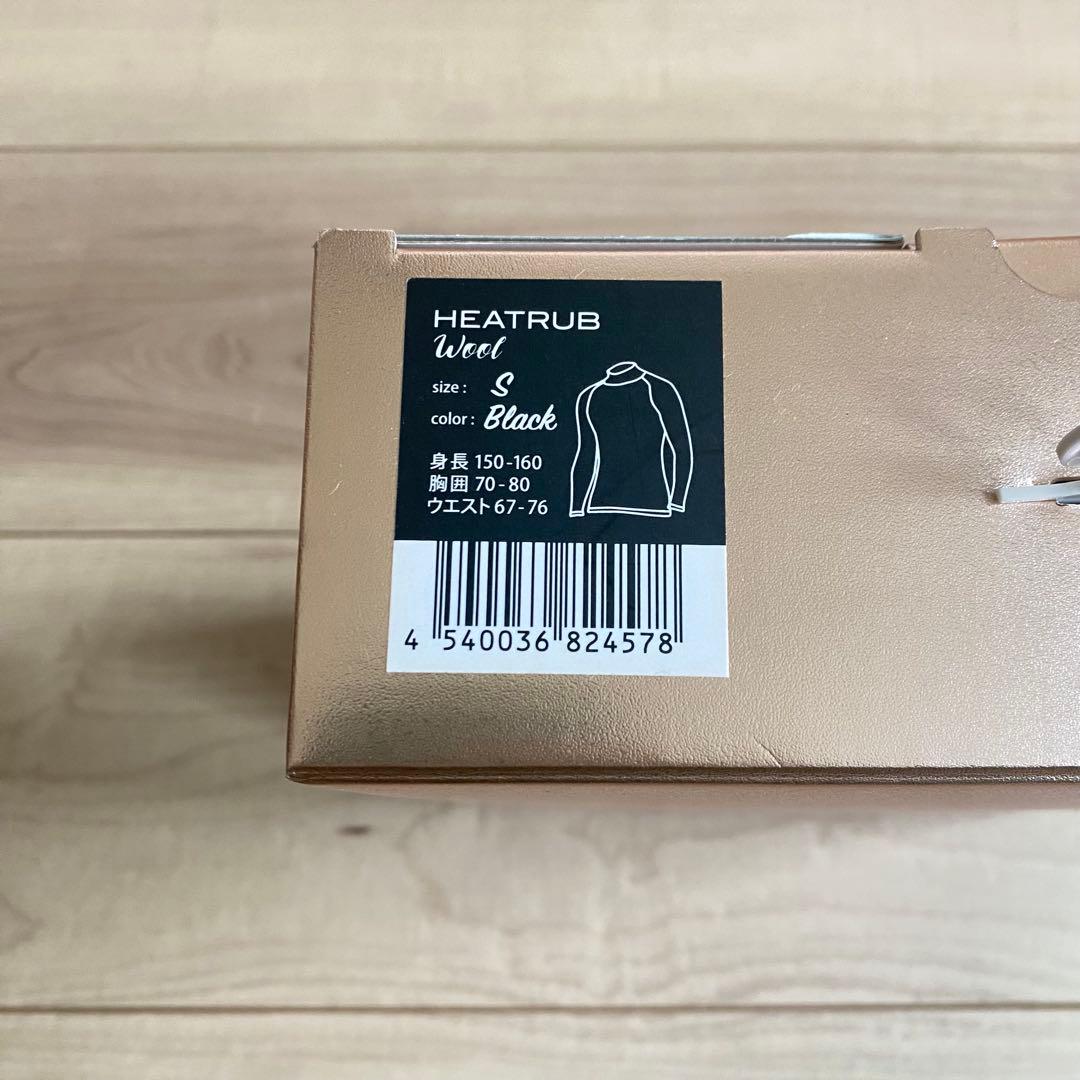 HEATRUB
Wool
size: S
color: Black
身長 150-160
胸囲 70-80
ウエスト 67-76
4 540036 824578